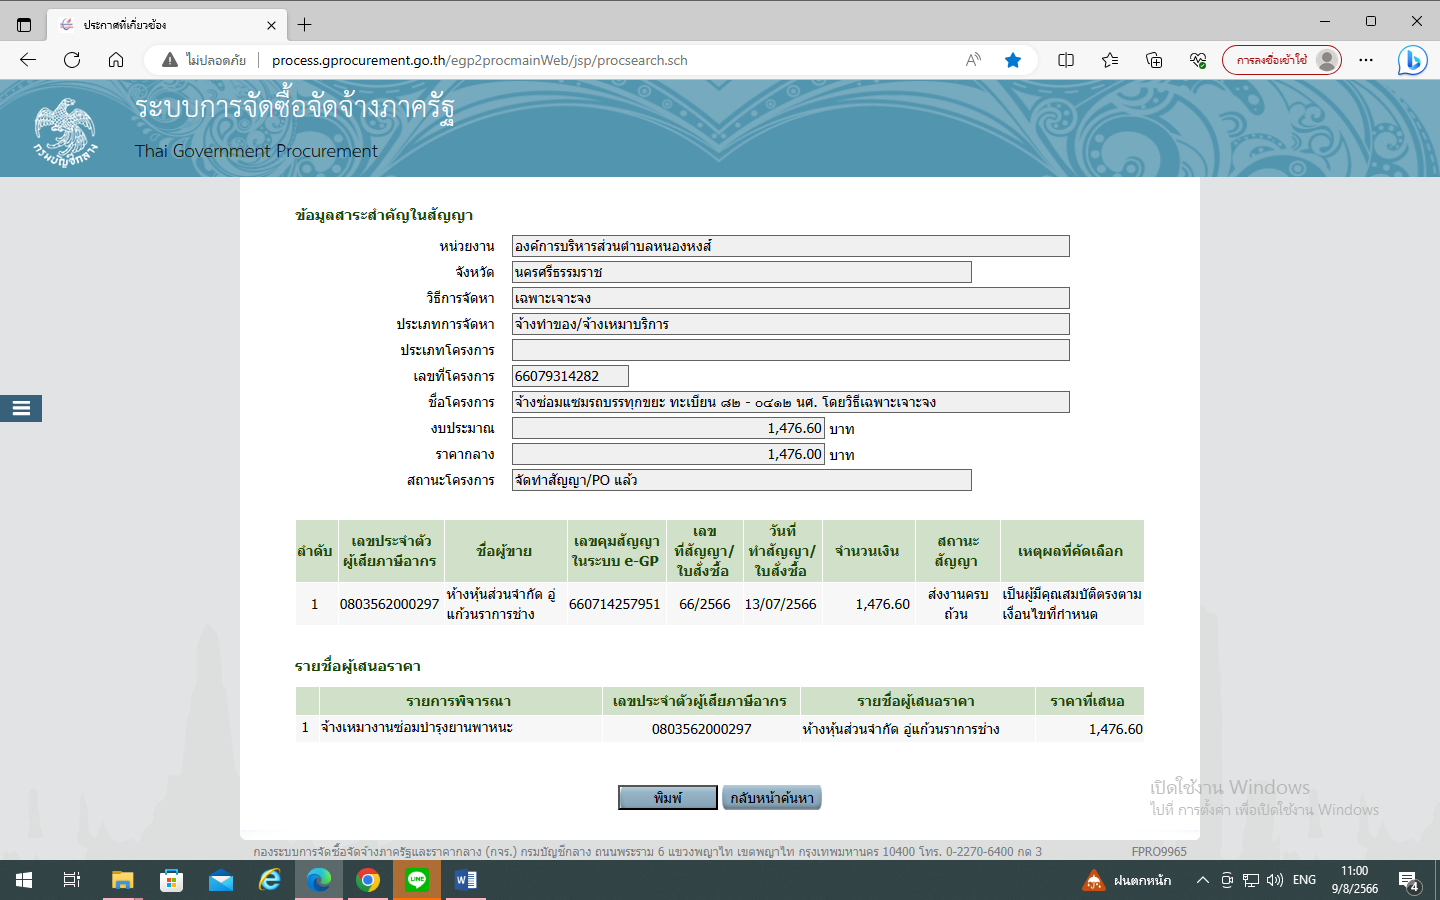 ประกาศที่เกี่ยวข้อง
ไม่ปลอดภัย process.gprocurement.go.th/egp2procmainWeb/jsp/procsearch.sch การลงชื่อเข้าใช้
ระบบการจัดซื้อจัดจ้างภาครัฐ
Thai Government Procurement
กรมบัญชีกลาง
ข้อมูลสาระสำคัญในสัญญา
หน่วยงาน องค์การบริหารส่วนตำบลหนองหงส์
จังหวัด นครศรีธรรมราช
วิธีการจัดหา เฉพาะเจาะจง
ประเภทการจัดหา จ้างทำของ/จ้างเหมาบริการ
ประเภทโครงการ
เลขที่โครงการ 66079314282
ชื่อโครงการ จ้างซ่อมแซมรถบรรทุกขยะ ทะเบียน ๘๒ - ๐๔๑๒ นศ. โดยวิธีเฉพาะเจาะจง
งบประมาณ 1,476.60 บาท
ราคากลาง 1,476.00 บาท
สถานะโครงการ จัดทำสัญญา/PO แล้ว
ลำดับ เลขประจำตัวผู้เสียภาษีอากร ชื่อผู้ขาย เลขคุมสัญญาในระบบ e-GP เลขที่สัญญา/ใบสั่งซื้อ วันที่ทำสัญญา/ใบสั่งซื้อ จำนวนเงิน สถานะสัญญา เหตุผลที่คัดเลือก
1 0803562000297 ห้างหุ้นส่วนจำกัด อู่แก้วนราการช่าง 660714257951 66/2566 13/07/2566 1,476.60 ส่งงานครบถ้วน เป็นผู้มีคุณสมบัติตรงตามเงื่อนไขที่กำหนด
รายชื่อผู้เสนอราคา
รายการพิจารณา เลขประจำตัวผู้เสียภาษีอากร รายชื่อผู้เสนอราคา ราคาที่เสนอ
1 จ้างเหมางานซ่อมบำรุงยานพาหนะ 0803562000297 ห้างหุ้นส่วนจำกัด อู่แก้วนราการช่าง 1,476.60
พิมพ์ กลับหน้าค้นหา
เปิดใช้งาน Windows
ไปที่ การตั้งค่า เพื่อเปิดใช้งาน Windows
กองระบบการจัดซื้อจัดจ้างภาครัฐและราคากลาง (กจร.) กรมบัญชีกลาง ถนนพระราม 6 แขวงพญาไท เขตพญาไท กรุงเทพมหานคร 10400 โทร. 0-2270-6400 กด 3 FPRO9965
LINE
ฝนตกหนัก ENG 11:00
9/8/2566 4